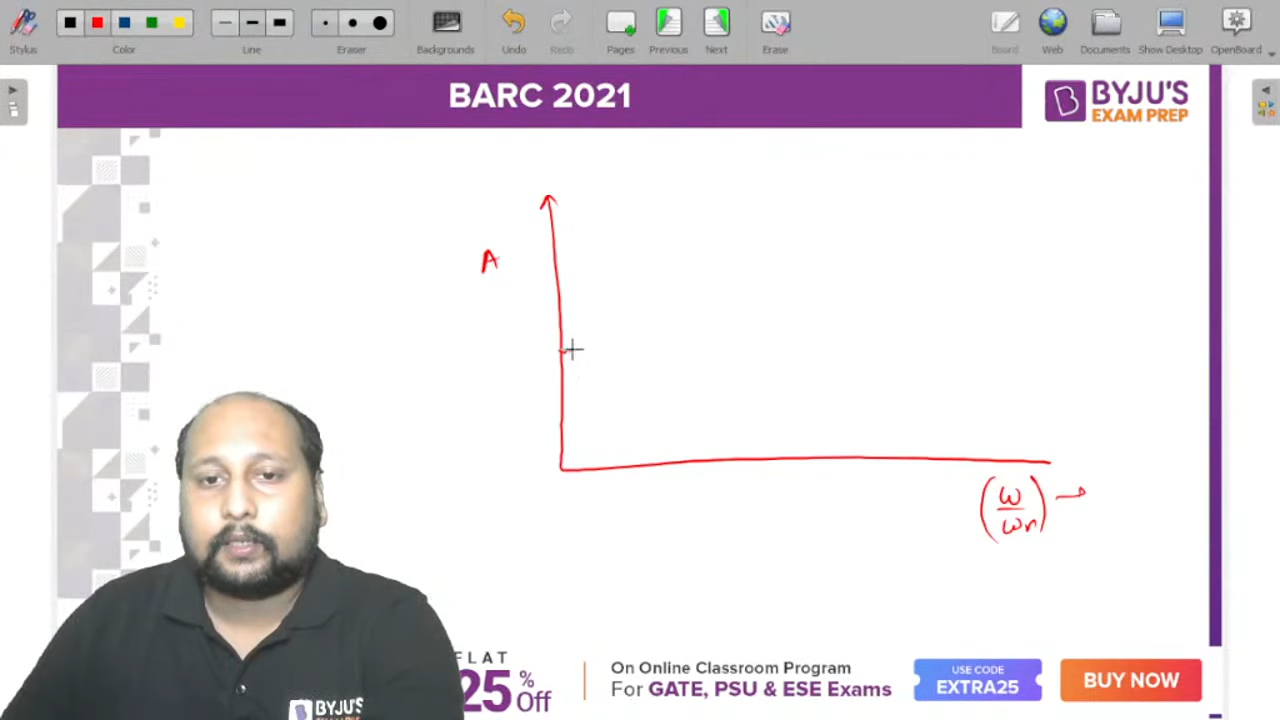 Stylus
Color
Line
Eraser
Backgrounds
Undo
Redo
Pages
Previous
Next
Erase
Board
Web
Documents
Show Desktop
OpenBoard
BARC 2021
BYJU'S
EXAM PREP
A
(ω/ωn) →
BYJU'S
FLAT
25% Off
On Online Classroom Program
For GATE, PSU & ESE Exams
USE CODE
EXTRA25
BUY NOW